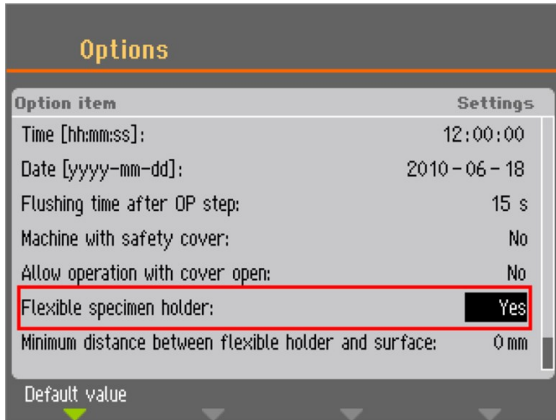 Options
Option item Settings
Time [hh:mm:ss]: 12:00:00
Date [yyyy-mm-dd]: 2010-06-18
Flushing time after OP step: 15 s
Machine with safety cover: No
Allow operation with cover open: No
Flexible specimen holder: Yes
Minimum distance between flexible holder and surface: 0 mm
Default value